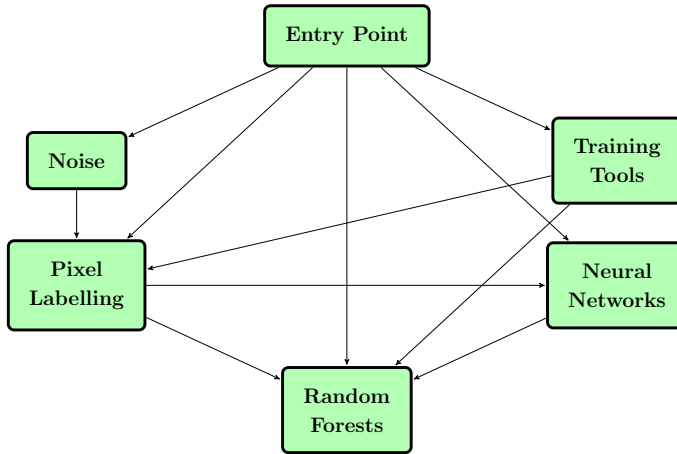 Entry Point
Noise
Training
Tools
Pixel
Labelling
Neural
Networks
Random
Forests